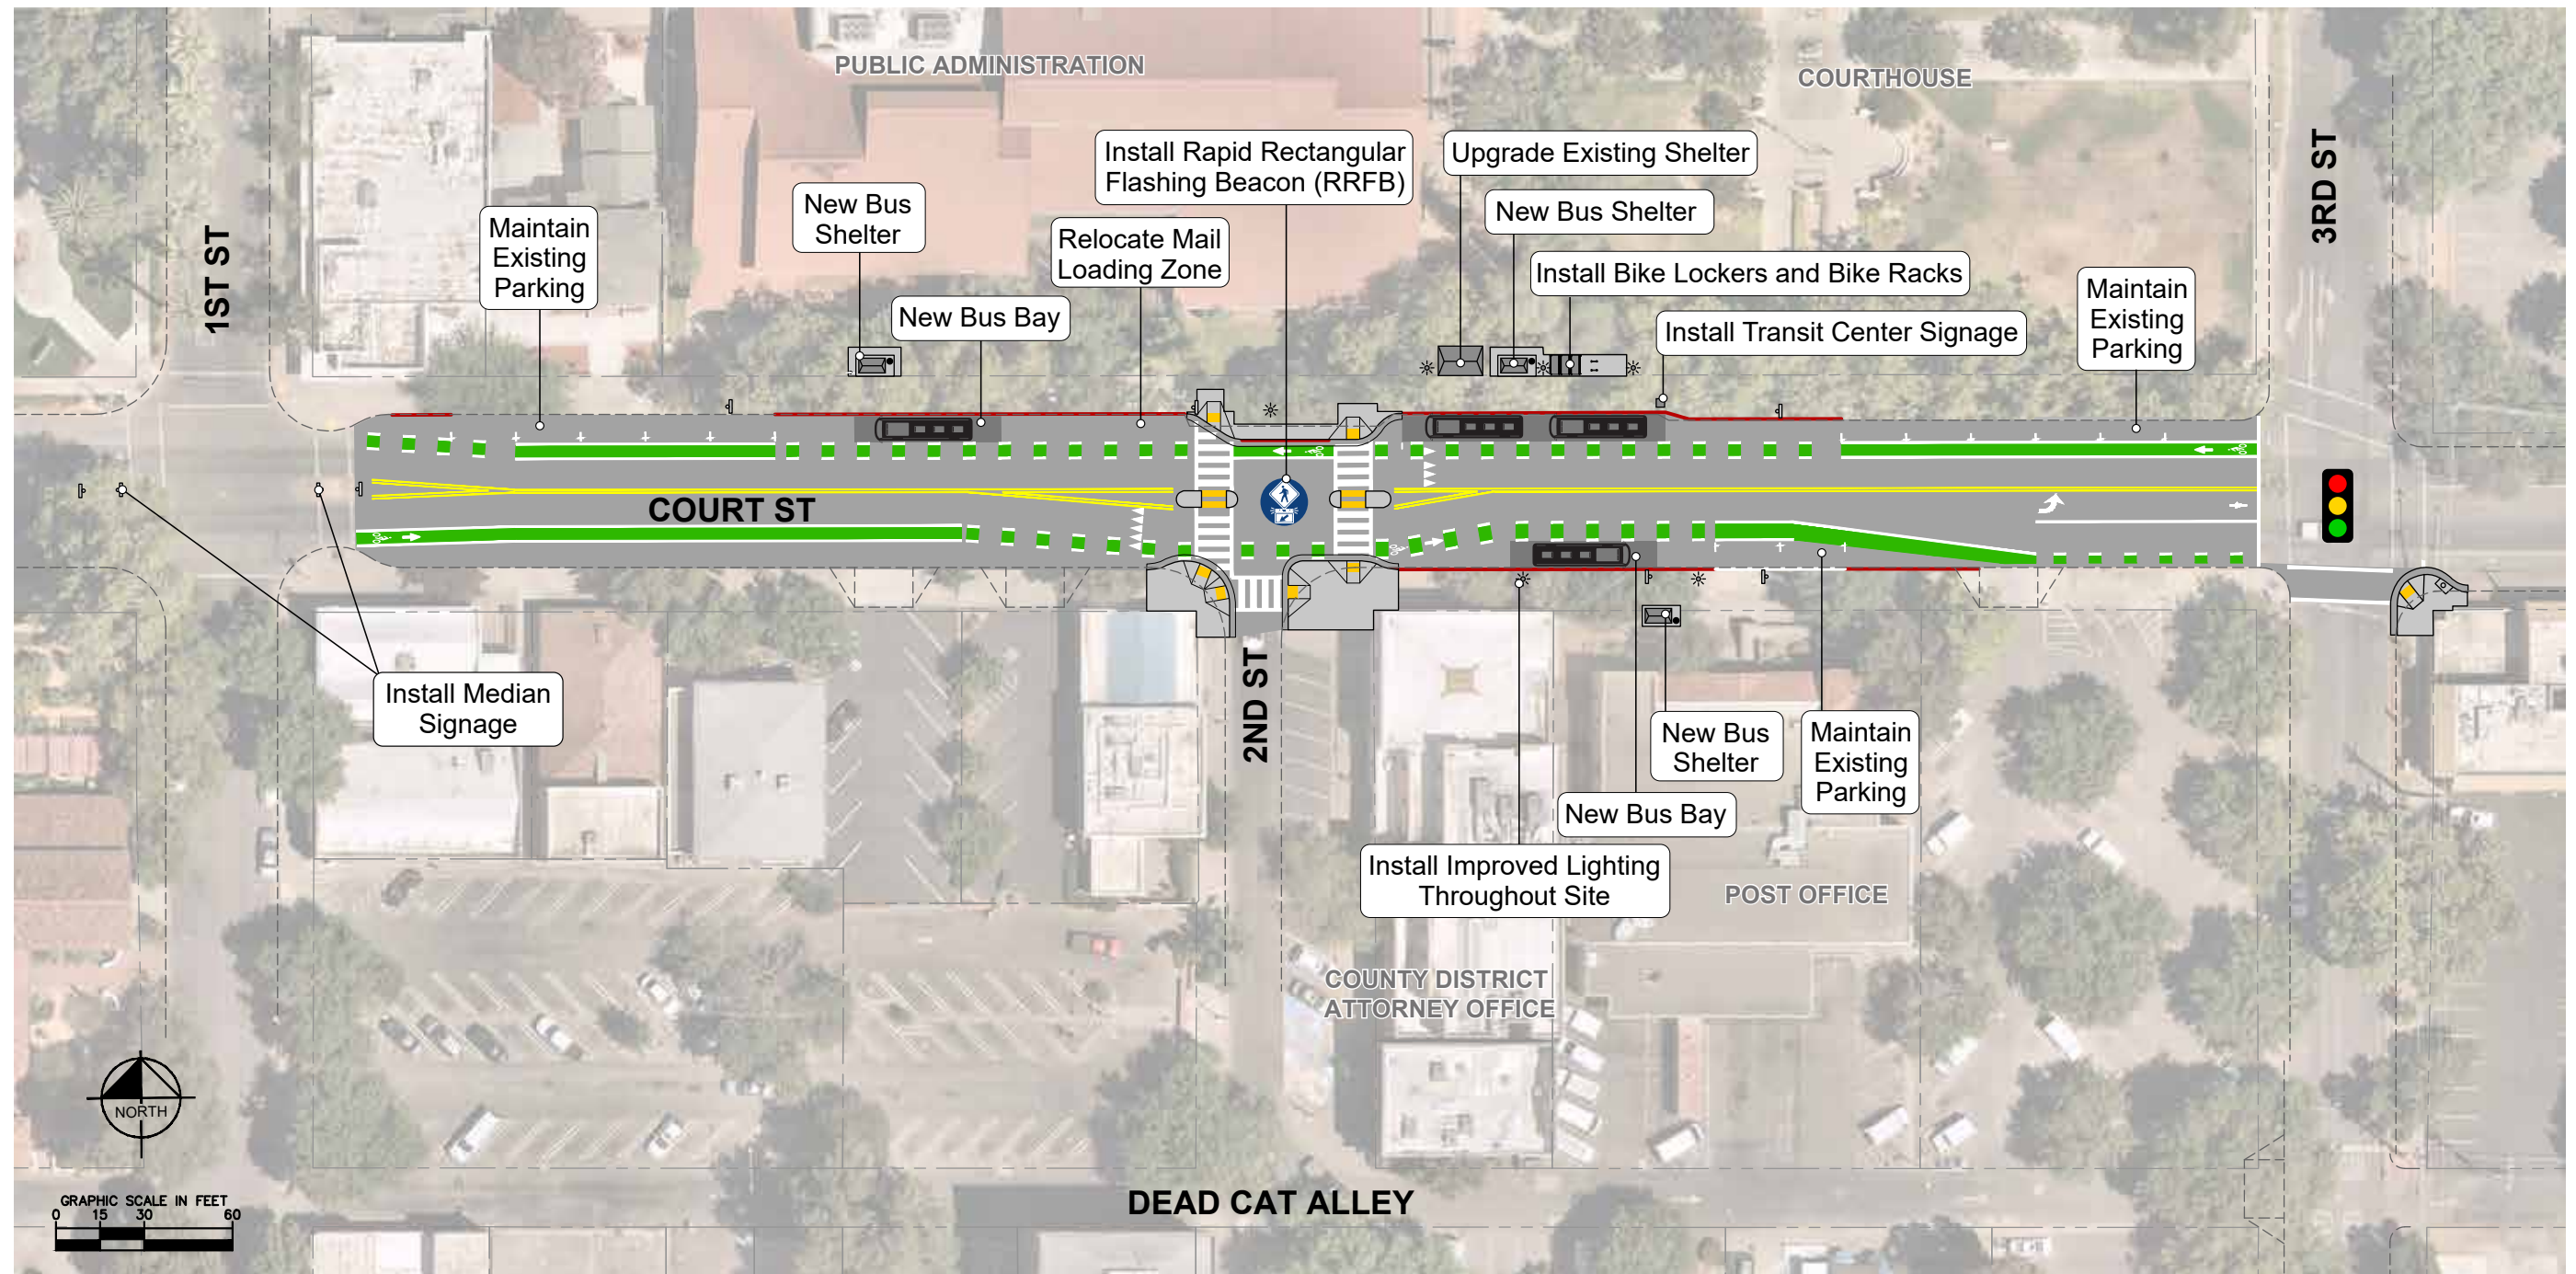 PUBLIC ADMINISTRATION
COURTHOUSE
Install Rapid Rectangular
Flashing Beacon (RRFB)
Upgrade Existing Shelter
New Bus
Shelter
New Bus Shelter
Maintain
Existing
Parking
Relocate Mail
Loading Zone
Install Bike Lockers and Bike Racks
Maintain
Existing
Parking
New Bus Bay
Install Transit Center Signage
1ST ST
3RD ST
COURT ST
2ND ST
Install Median
Signage
New Bus
Shelter
Maintain
Existing
Parking
New Bus Bay
Install Improved Lighting
Throughout Site
POST OFFICE
COUNTY DISTRICT
ATTORNEY OFFICE
NORTH
DEAD CAT ALLEY
GRAPHIC SCALE IN FEET
0 15 30 60